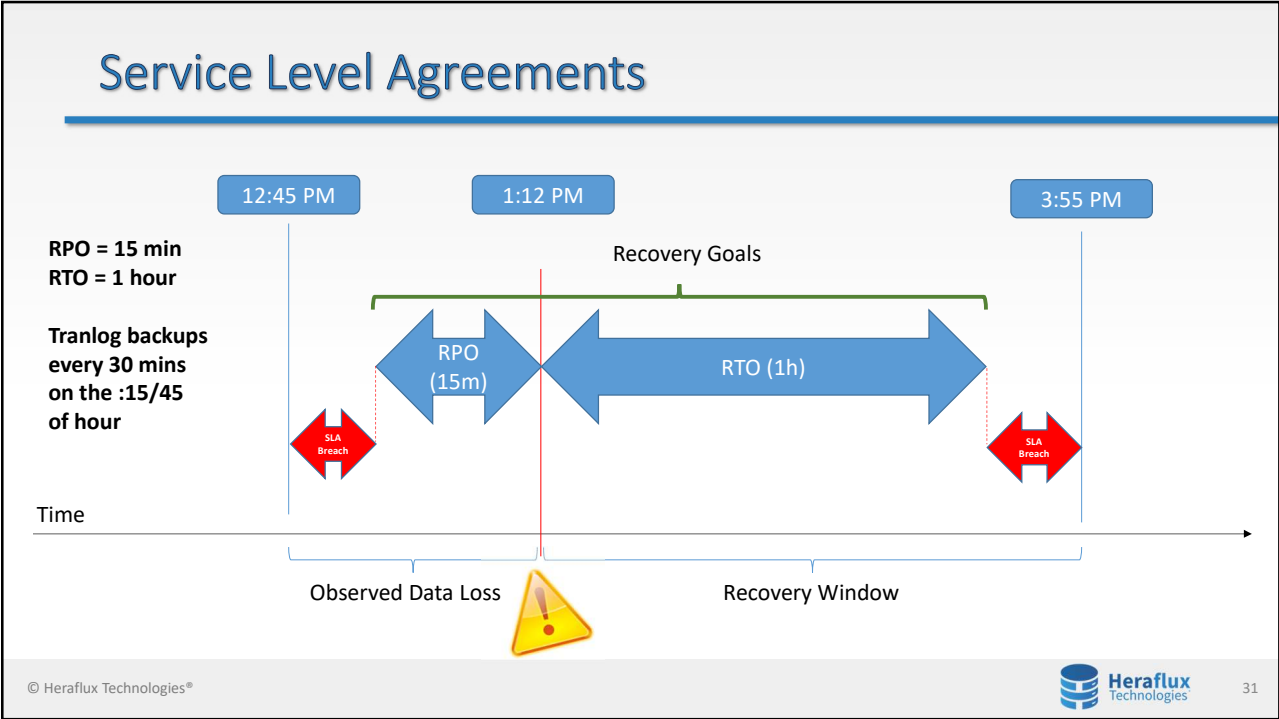 Service Level Agreements
12:45 PM
1:12 PM
3:55 PM
RPO = 15 min
RTO = 1 hour
Recovery Goals
Tranlog backups
every 30 mins
on the :15/45
of hour
RPO
(15m)
RTO (1h)
SLA
Breach
SLA
Breach
Time
Observed Data Loss
Recovery Window
© Heraflux Technologies®
Heraflux
Technologies
31